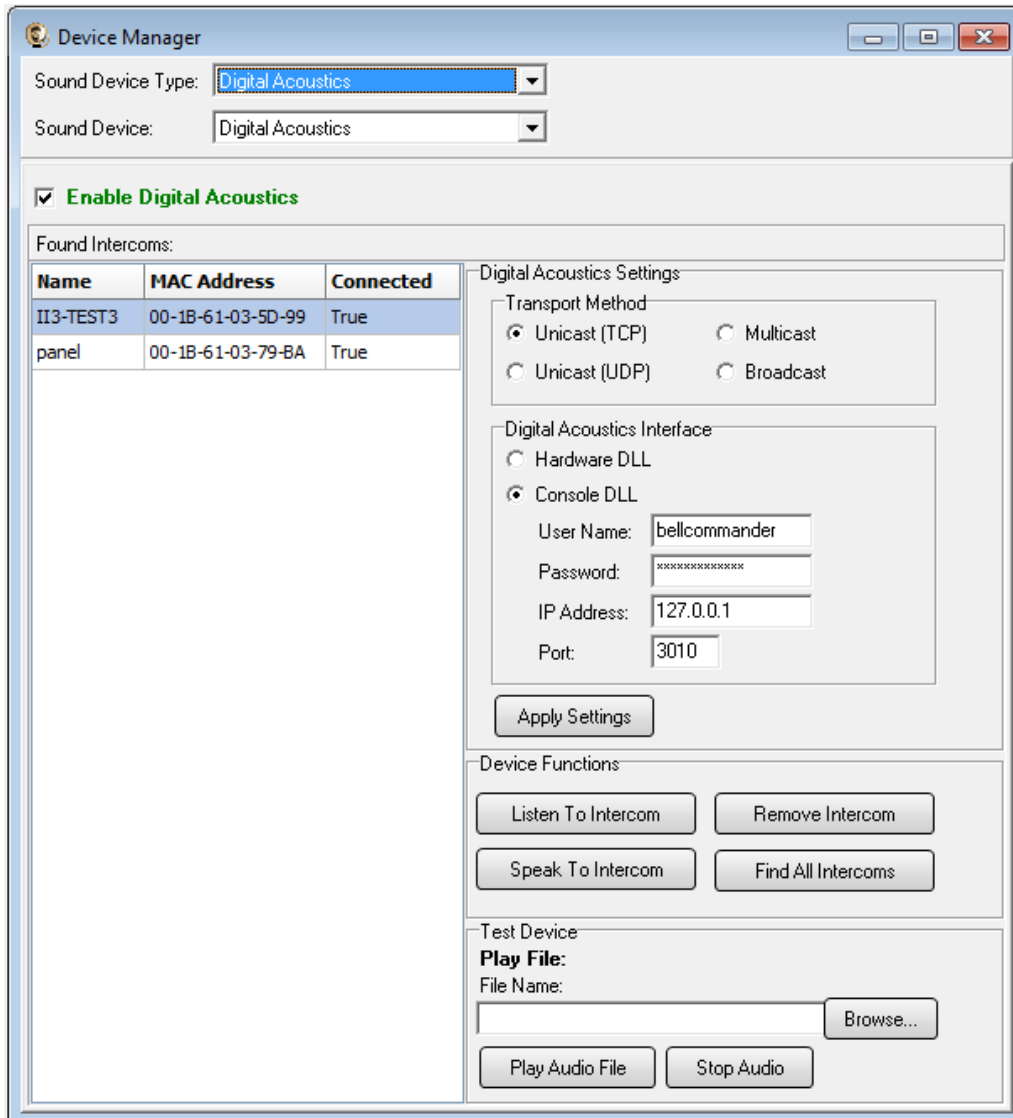 Device Manager
Sound Device Type: Digital Acoustics
Sound Device: Digital Acoustics
Enable Digital Acoustics
Found Intercoms:
Name MAC Address Connected
II3-TEST3 00-1B-61-03-5D-99 True
panel 00-1B-61-03-79-BA True
Digital Acoustics Settings
Transport Method
Unicast (TCP) Multicast
Unicast (UDP) Broadcast
Digital Acoustics Interface
Hardware DLL
Console DLL
User Name: bellcommander
Password: *************
IP Address: 127.0.0.1
Port: 3010
Apply Settings
Device Functions
Listen To Intercom Remove Intercom
Speak To Intercom Find All Intercoms
Test Device
Play File:
File Name:
Browse...
Play Audio File Stop Audio